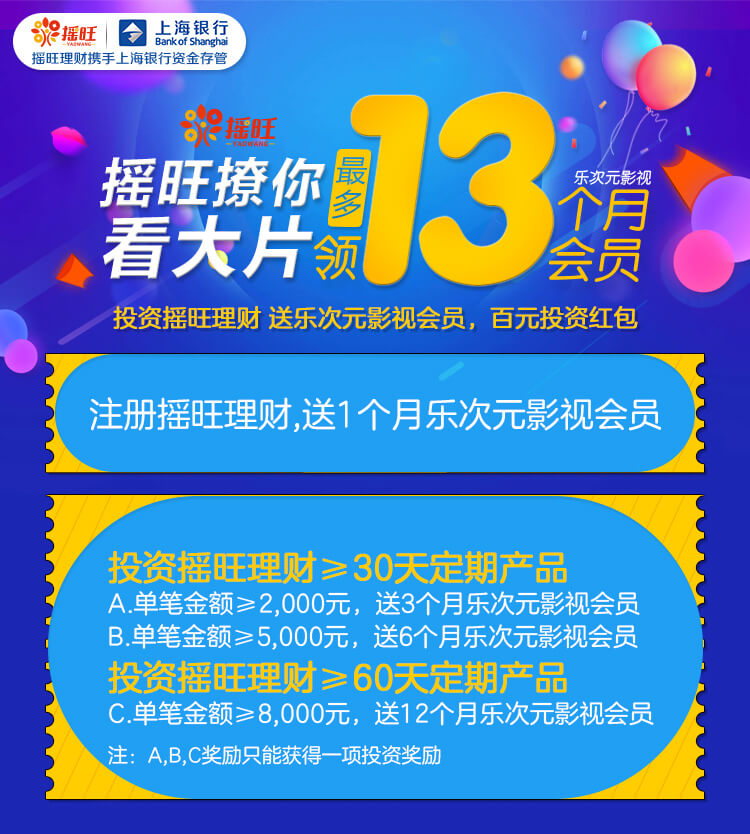 摇旺 上海银行
YAOWANG Bank of Shanghai
摇旺理财携手上海银行资金存管
摇旺
YAOWANG
摇旺撩你
看大片
最多
领
13
乐次元影视
个月
会员
投资摇旺理财 送乐次元影视会员，百元投资红包
注册摇旺理财,送1个月乐次元影视会员
投资摇旺理财≥30天定期产品
A.单笔金额≥2,000元，送3个月乐次元影视会员
B.单笔金额≥5,000元，送6个月乐次元影视会员
投资摇旺理财≥60天定期产品
C.单笔金额≥8,000元，送12个月乐次元影视会员
注：A,B,C奖励只能获得一项投资奖励